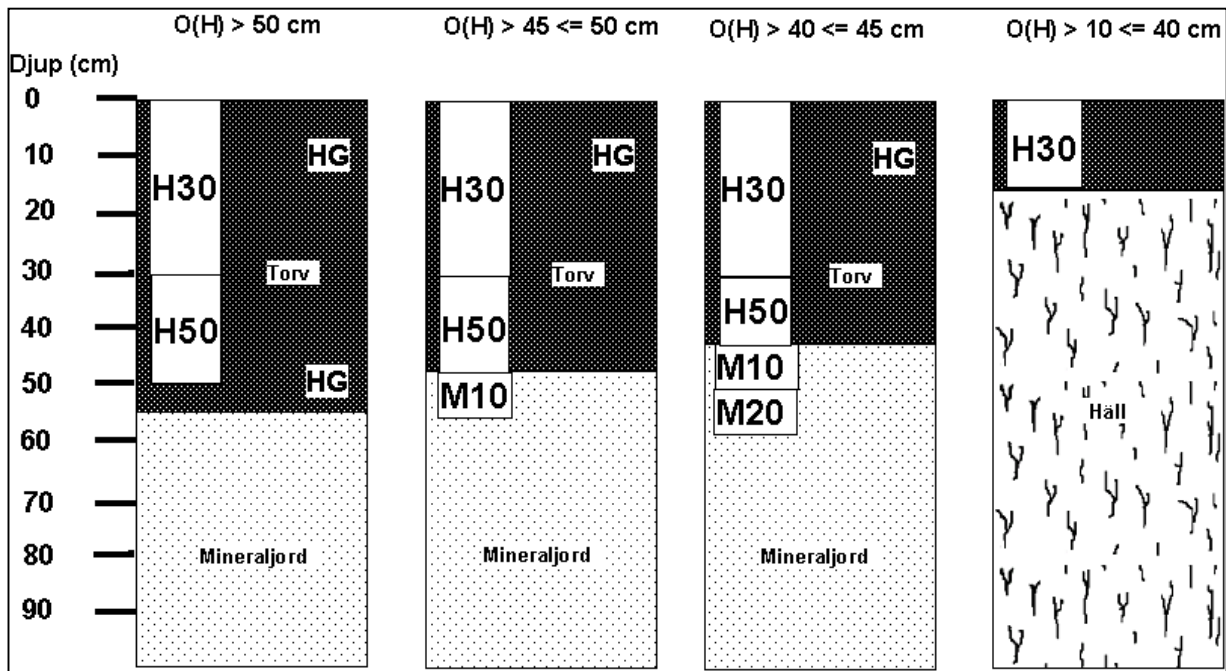 O(H) > 50 cm
O(H) > 45 <= 50 cm
O(H) > 40 <= 45 cm
O(H) > 10 <= 40 cm
Djup (cm)
0
10
20
30
40
50
60
70
80
90
H30
HG
Torv
H50
HG
Mineraljord
H30
HG
Torv
H50
M10
Mineraljord
H30
HG
Torv
H50
M10
M20
Mineraljord
H30
Häll